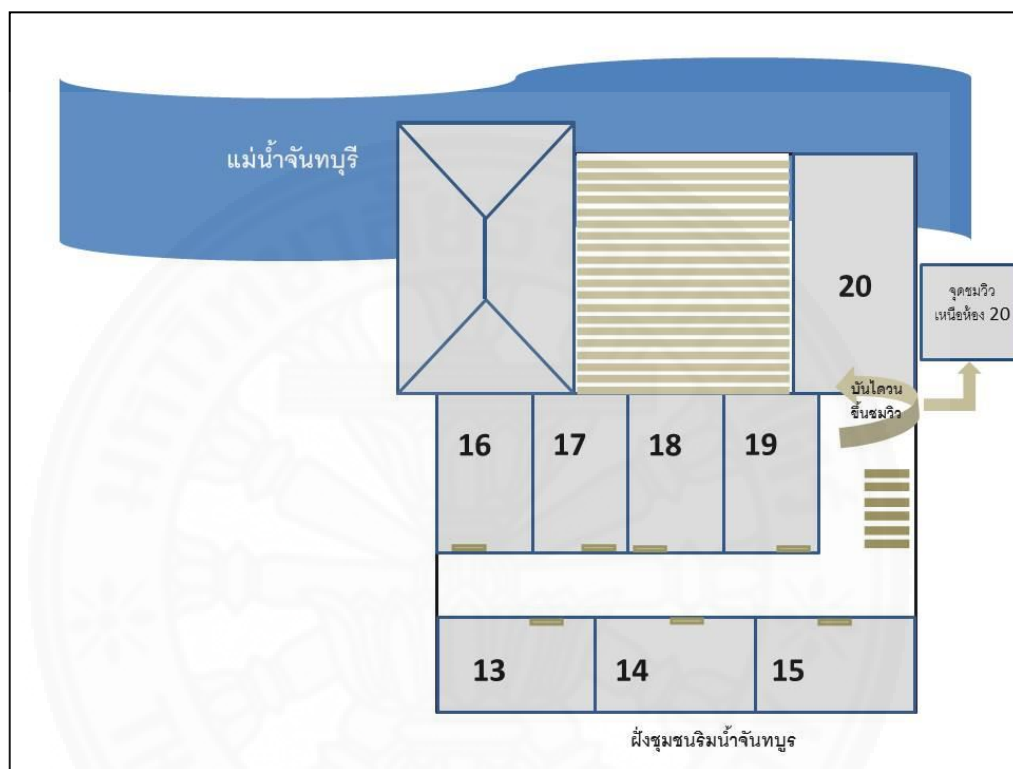 แม่น้ำจันทบุรี
20
จุดชมวิว
เหนือห้อง 20
บันไดวน
ขึ้นชมวิว
16 17 18 19
13 14 15
ฝั่งชุมชนริมน้ำจันทบูร